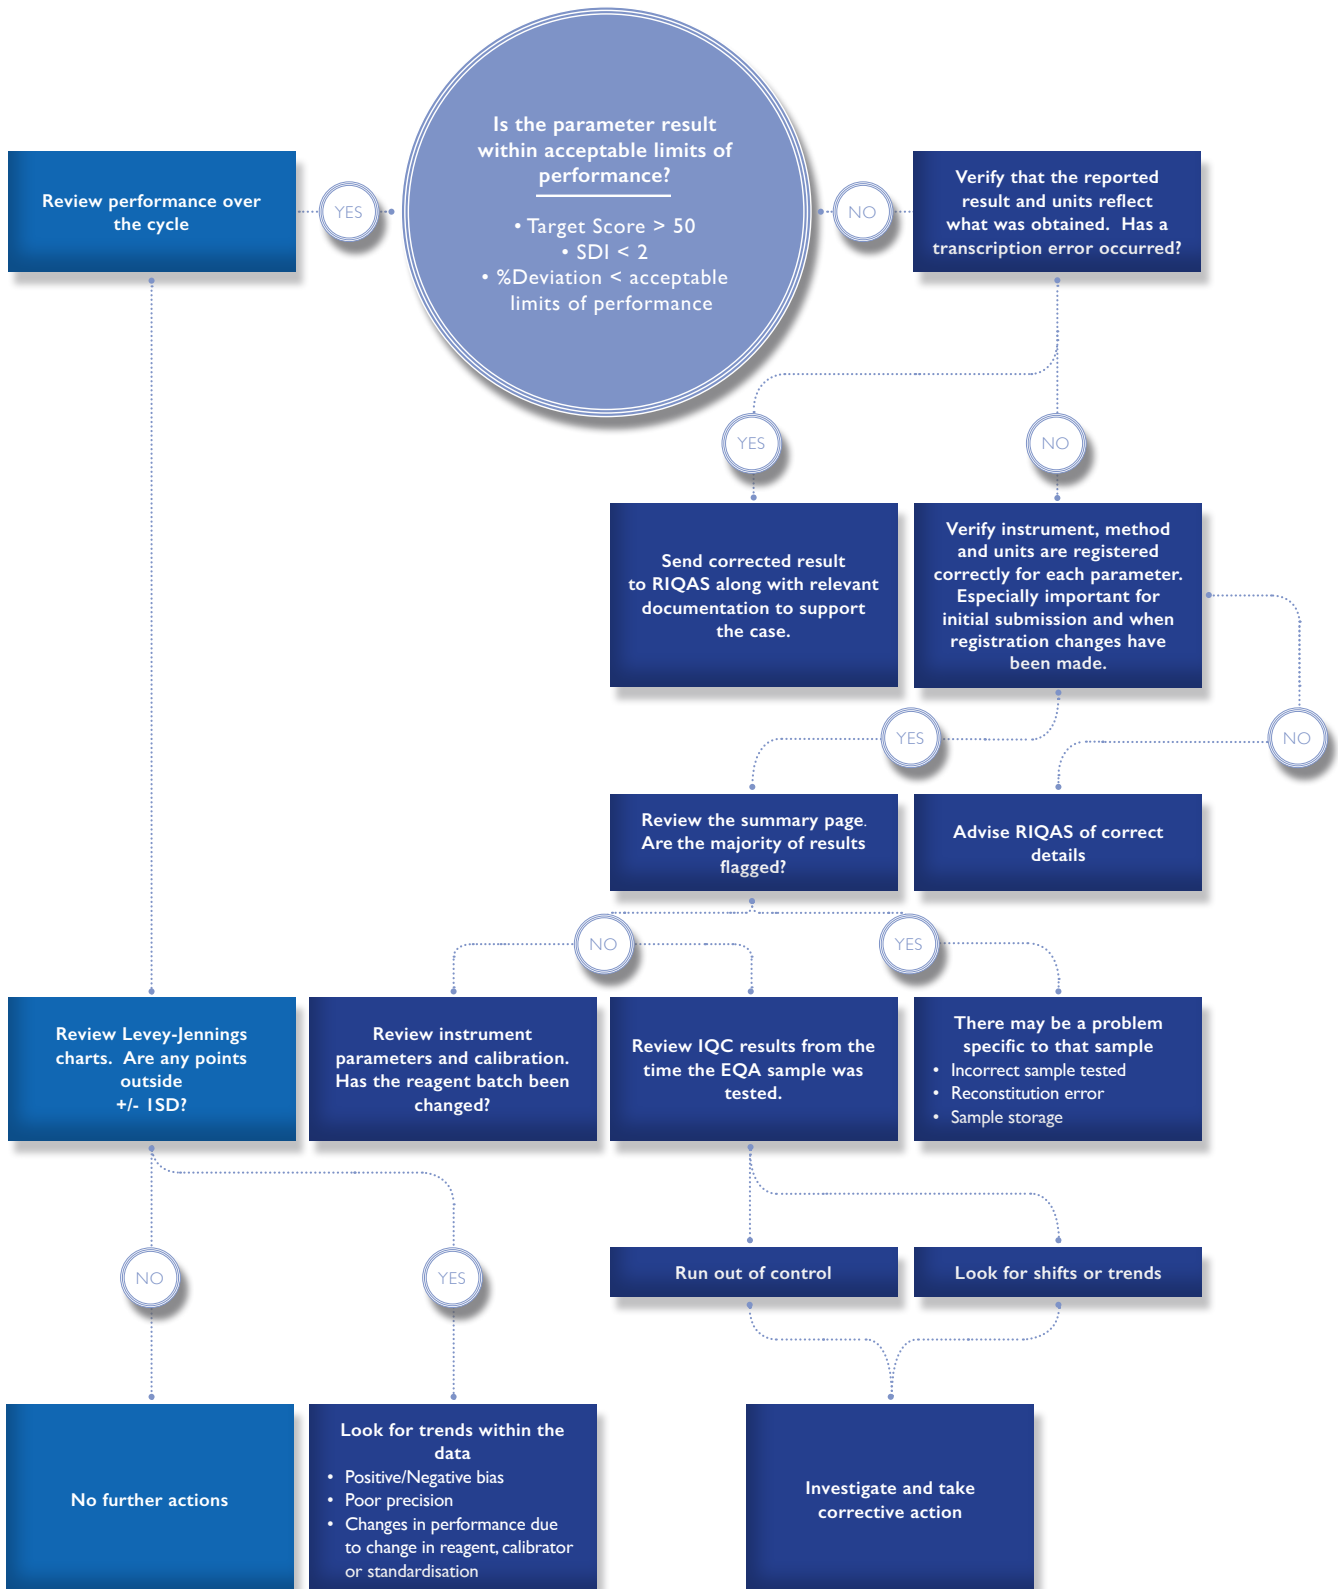 Is the parameter result
within acceptable limits of
performance?
• Target Score > 50
• SDI < 2
• %Deviation < acceptable
limits of performance
Review performance over
the cycle
YES
NO
Verify that the reported
result and units reflect
what was obtained. Has a
transcription error occurred?
YES
NO
Send corrected result
to RIQAS along with relevant
documentation to support
the case.
Verify instrument, method
and units are registered
correctly for each parameter.
Especially important for
initial submission and when
registration changes have
been made.
YES
NO
Review the summary page.
Are the majority of results
flagged?
Advise RIQAS of correct
details
NO
YES
Review Levey-Jennings
charts. Are any points
outside
+/- 1SD?
Review instrument
parameters and calibration.
Has the reagent batch been
changed?
Review IQC results from the
time the EQA sample was
tested.
There may be a problem
specific to that sample
• Incorrect sample tested
• Reconstitution error
• Sample storage
NO
YES
Run out of control
Look for shifts or trends
No further actions
Look for trends within the
data
• Positive/Negative bias
• Poor precision
• Changes in performance due
to change in reagent, calibrator
or standardisation
Investigate and take
corrective action